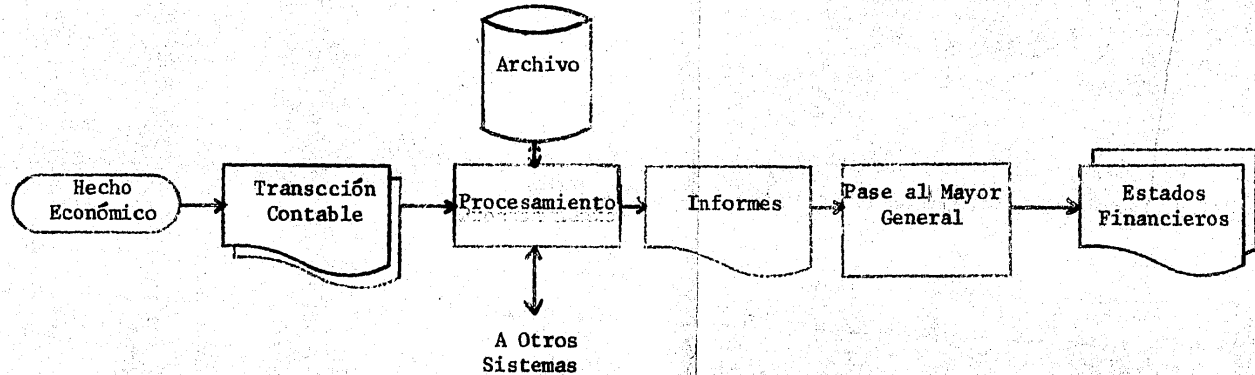 Archivo
Hecho
Económico
Transcción
Contable
Procesamiento
Informes
Pase al Mayor
General
Estados
Financieros
A Otros
Sistemas